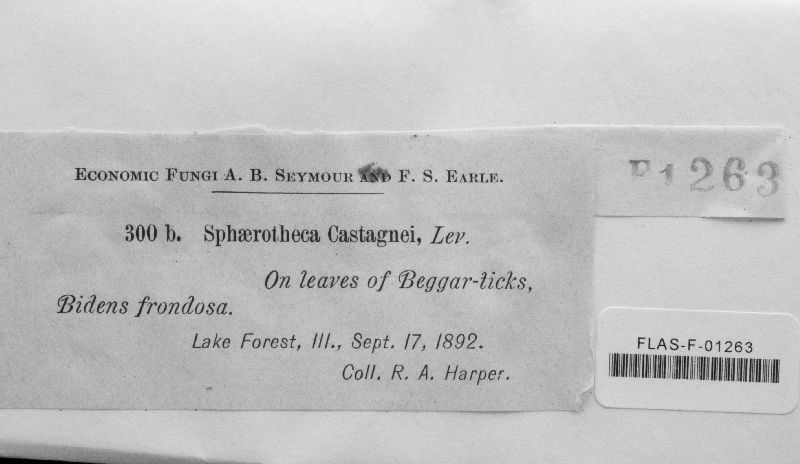 ECONOMIC FUNGI A. B. SEYMOUR AND F. S. EARLE.
300 b. Sphærotheca Castagnei, Lev.
On leaves of Beggar-ticks,
Bidens frondosa.
Lake Forest, Ill., Sept. 17, 1892.
Coll. R. A. Harper.
F1263
FLAS-F-01263